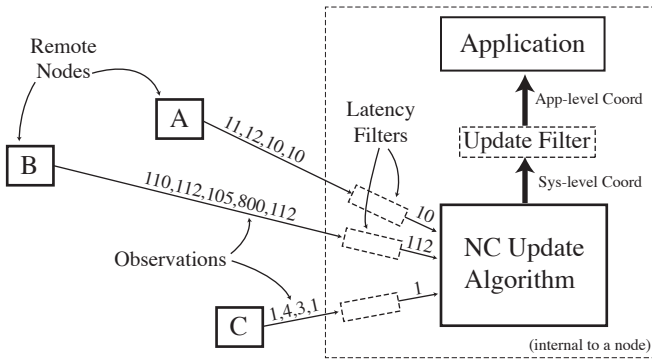 Remote
Nodes
Application
A
11,12,10,10
Latency
Filters
App-level Coord
Update Filter
B
110,112,105,800,112
10
Sys-level Coord
112
NC Update
Algorithm
Observations
C
1,4,3,1
1
(internal to a node)